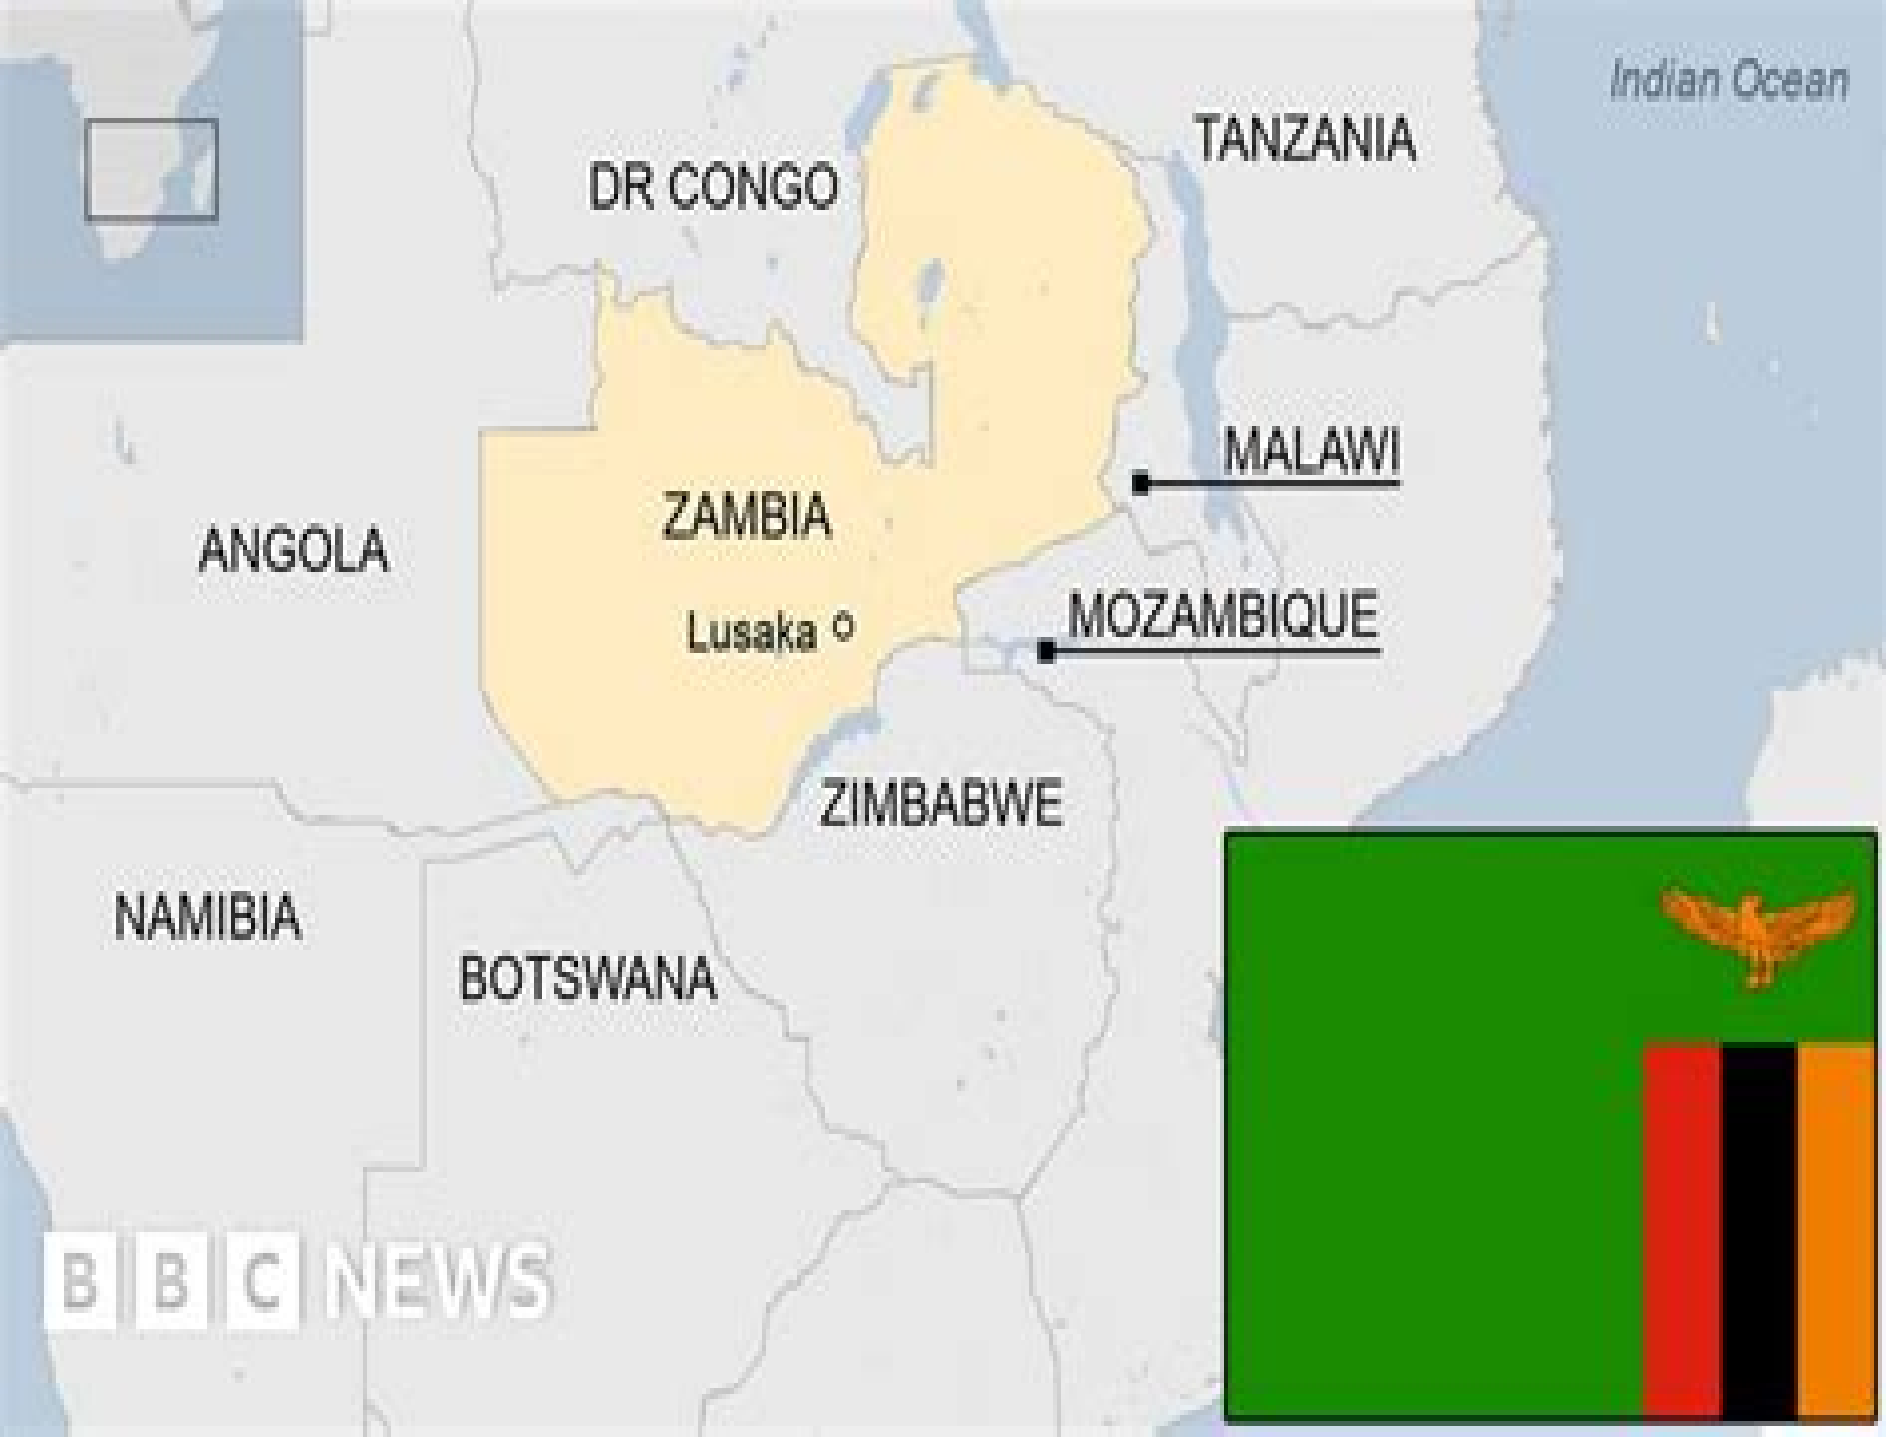 Indian Ocean
TANZANIA
DR CONGO
MALAWI
ZAMBIA
ANGOLA
MOZAMBIQUE
Lusaka
ZIMBABWE
NAMIBIA
BOTSWANA
BBC NEWS